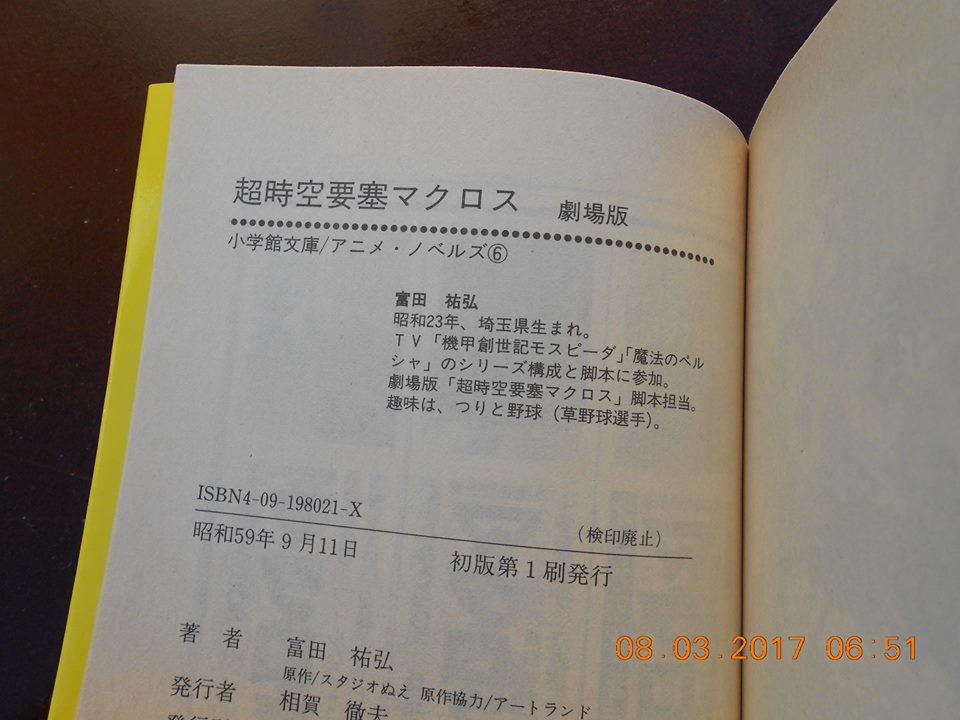 超時空要塞マクロス 劇場版
小学館文庫/アニメ・ノベルズ⑥
富田 祐弘
昭和23年、埼玉県生まれ。
TV「機甲創世記モスピーダ」「魔法のペル
シャ」のシリーズ構成と脚本に参加。
劇場版「超時空要塞マクロス」脚本担当。
趣味は、つりと野球(草野球選手)。
ISBN4-09-198021-X
(検印廃止)
昭和59年9月11日 初版第1刷発行
著者 富田 祐弘
原作/スタジオぬえ 原作協力/アートランド
発行者 相賀 徹夫
08.03.2017 06:51